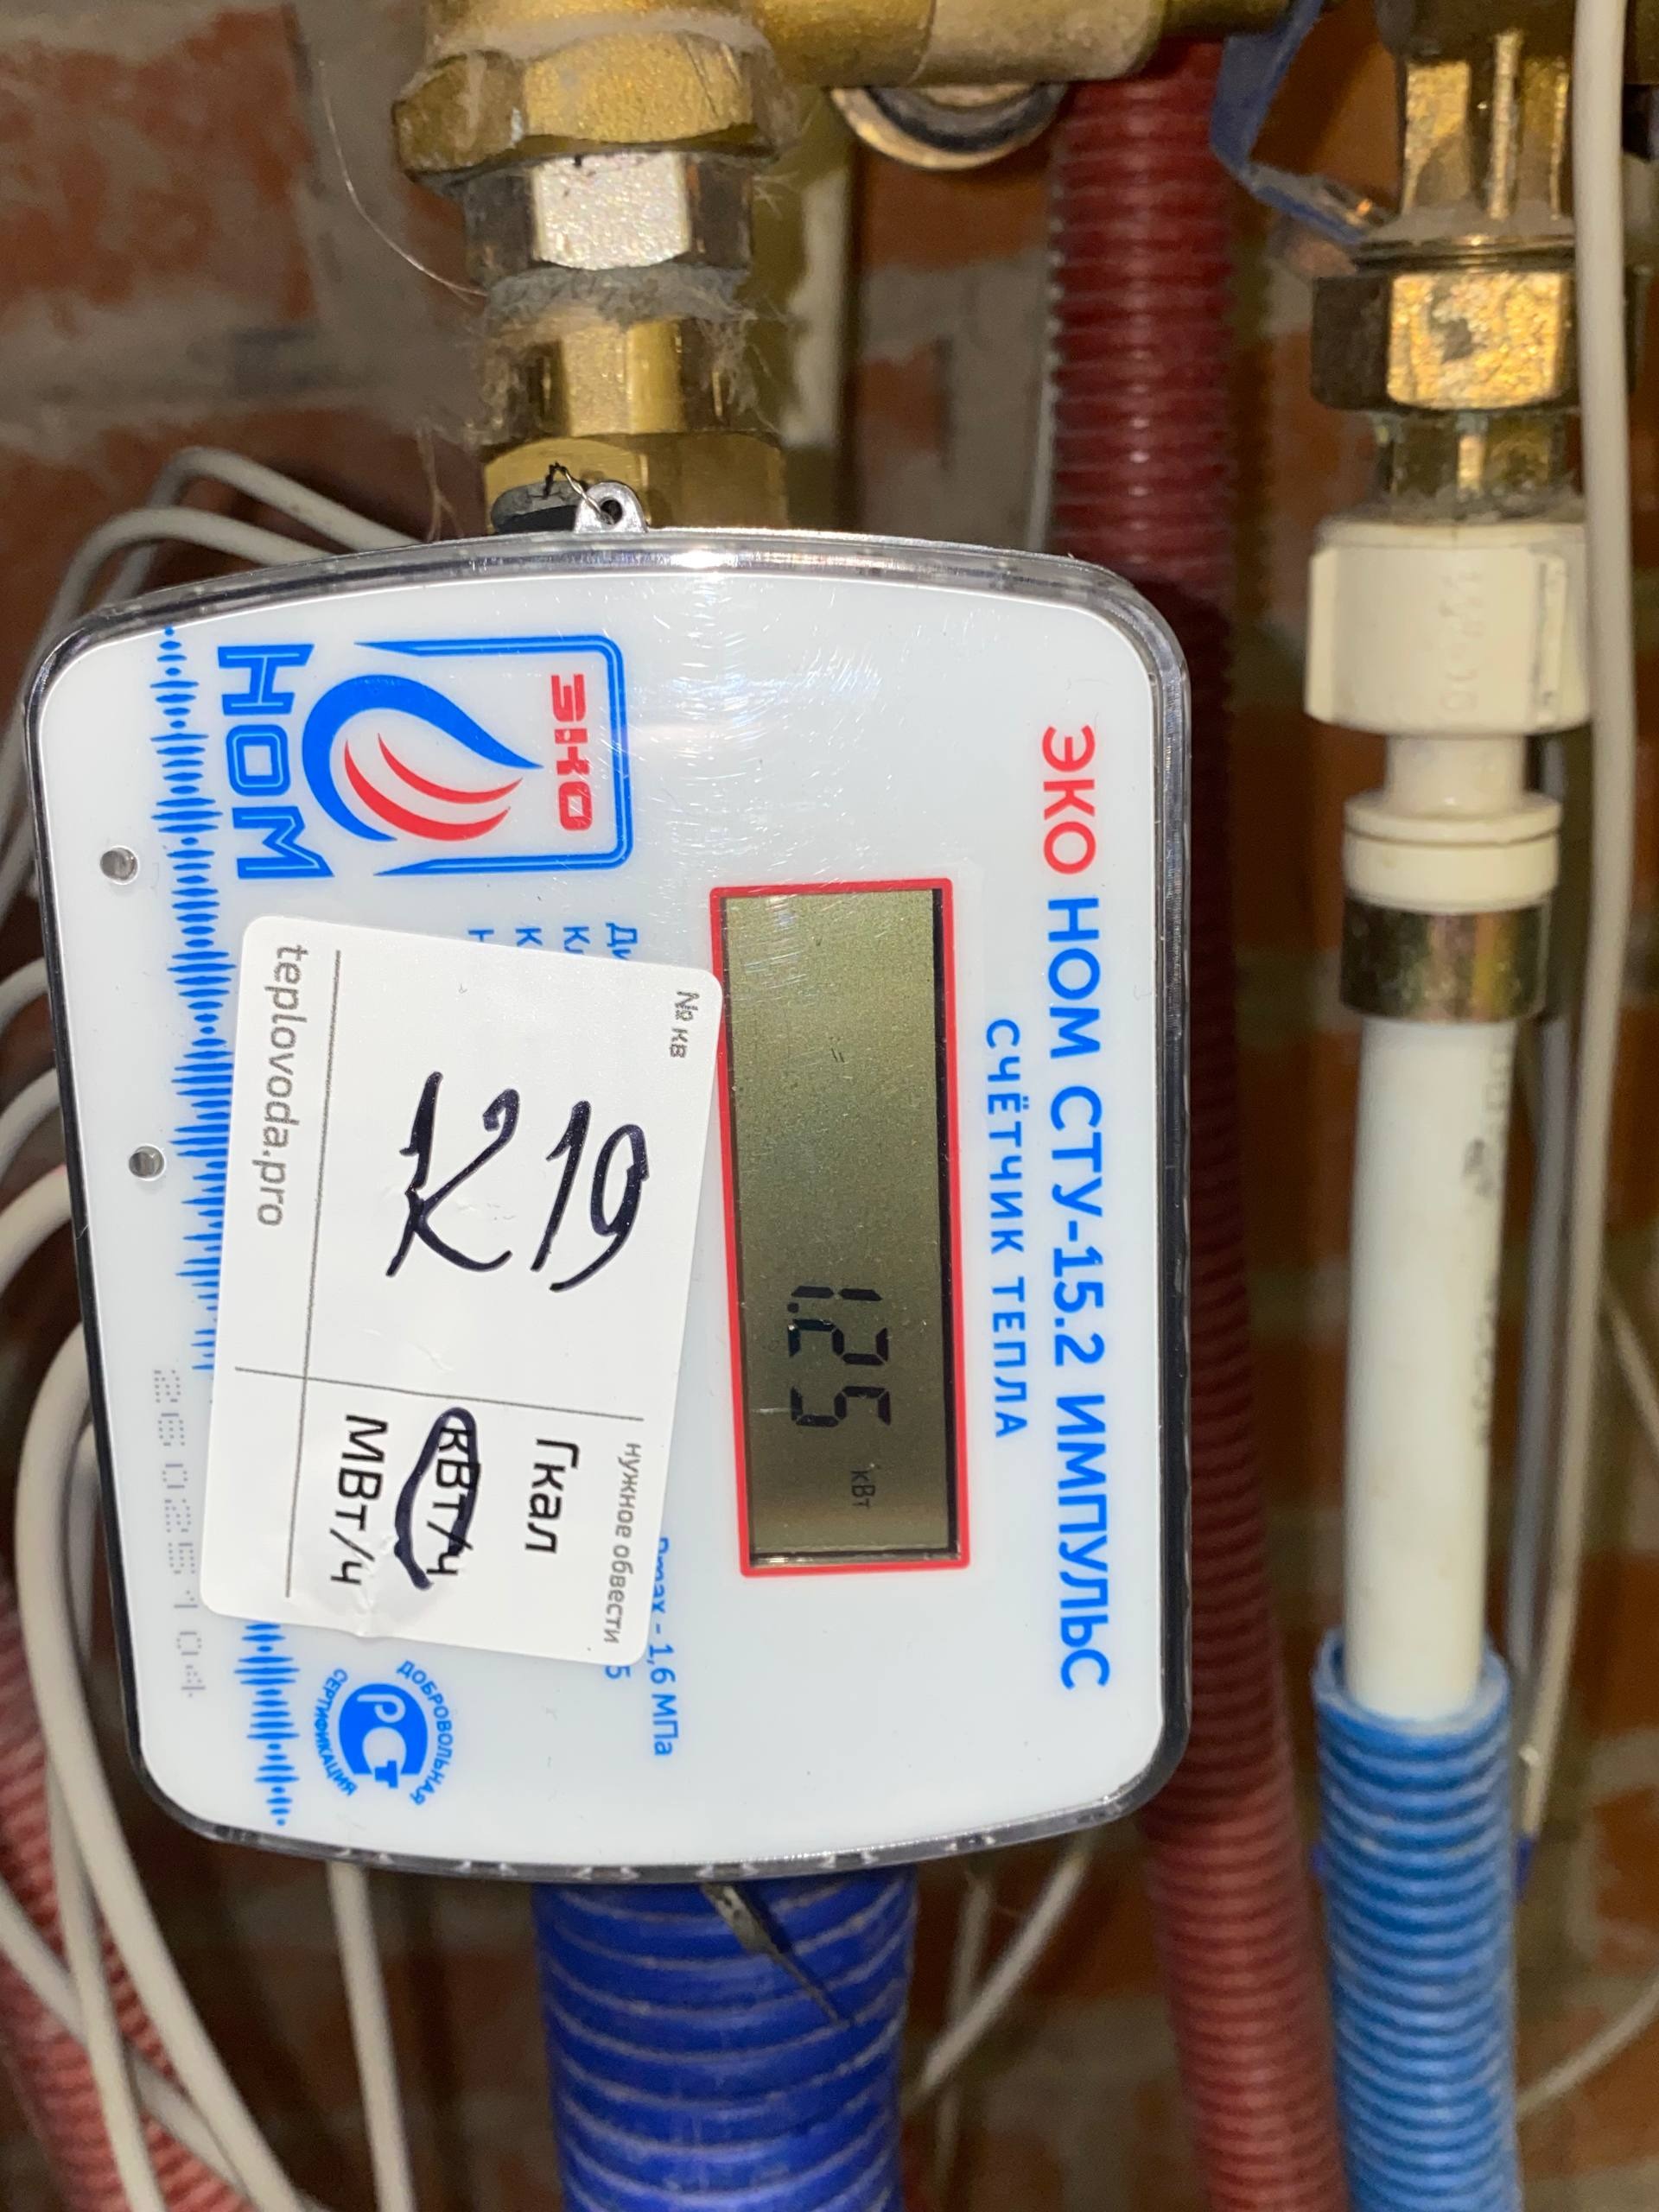 ЭКО НОМ СТУ-15.2 ИМПУЛЬС
СЧЁТЧИК ТЕПЛА
1.25 кВт
ЭКО
НОМ
№ кв
К19
teplovoda.pro
нужное обвести
Гкал
кВт/ч
МВт/ч
- 1,6 МПа
ДОБРОВОЛЬНАЯ
РСТ
СЕРТИФИКАЦИЯ